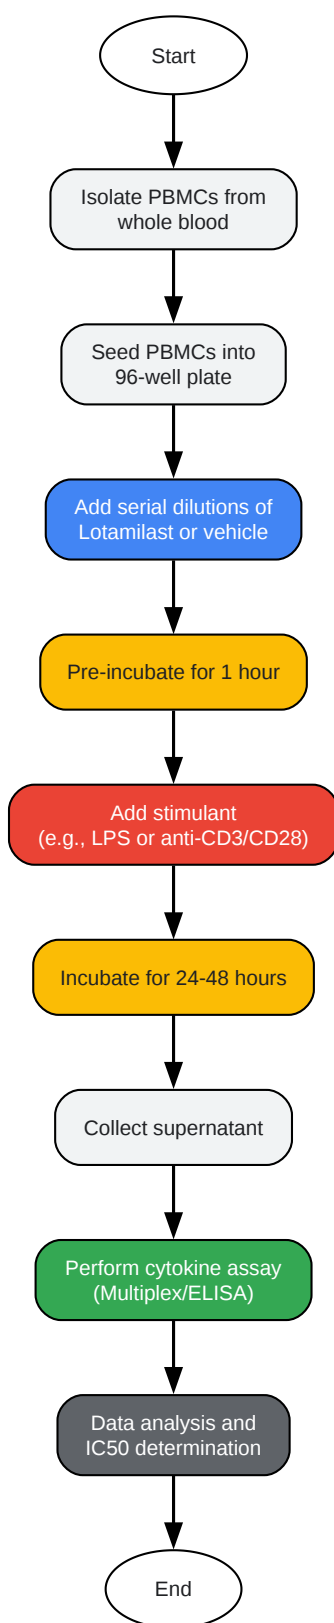 Start
Isolate PBMCs from
whole blood
Seed PBMCs into
96-well plate
Add serial dilutions of
Lotamilast or vehicle
Pre-incubate for 1 hour
Add stimulant
(e.g., LPS or anti-CD3/CD28)
Incubate for 24-48 hours
Collect supernatant
Perform cytokine assay
(Multiplex/ELISA)
Data analysis and
IC50 determination
End